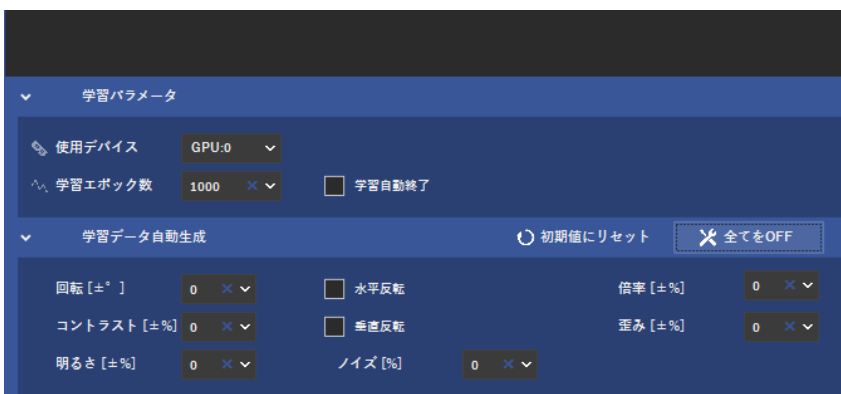 学習パラメータ
使用デバイス GPU:0
学習エポック数 1000 学習自動終了
学習データ自動生成 初期値にリセット 全てをOFF
回転 [±° ] 0 水平反転 倍率 [±%] 0
コントラスト [±%] 0 垂直反転 歪み [±%] 0
明るさ [±%] 0 ノイズ [%] 0